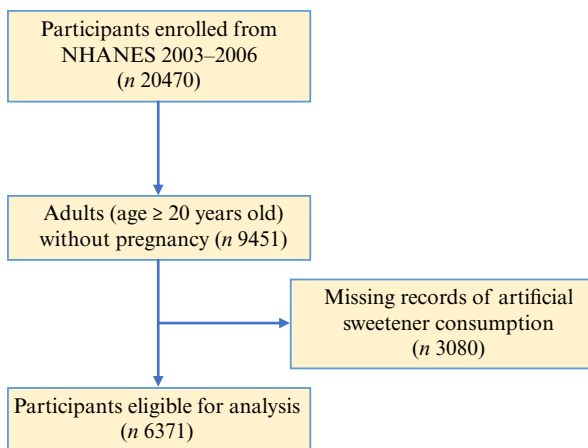 Participants enrolled from
NHANES 2003–2006
(n 20470)
Adults (age ≥ 20 years old)
without pregnancy (n 9451)
Missing records of artificial
sweetener consumption
(n 3080)
Participants eligible for analysis
(n 6371)